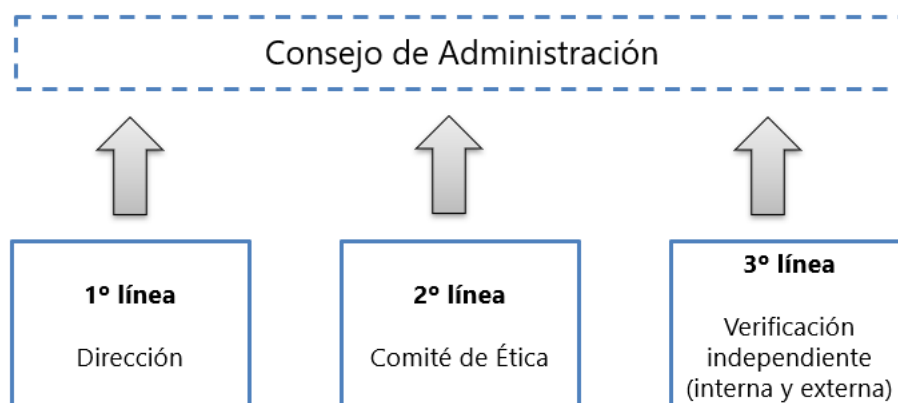 Consejo de Administración
1º línea
Dirección
2º línea
Comité de Ética
3º línea
Verificación
independiente
(interna y externa)